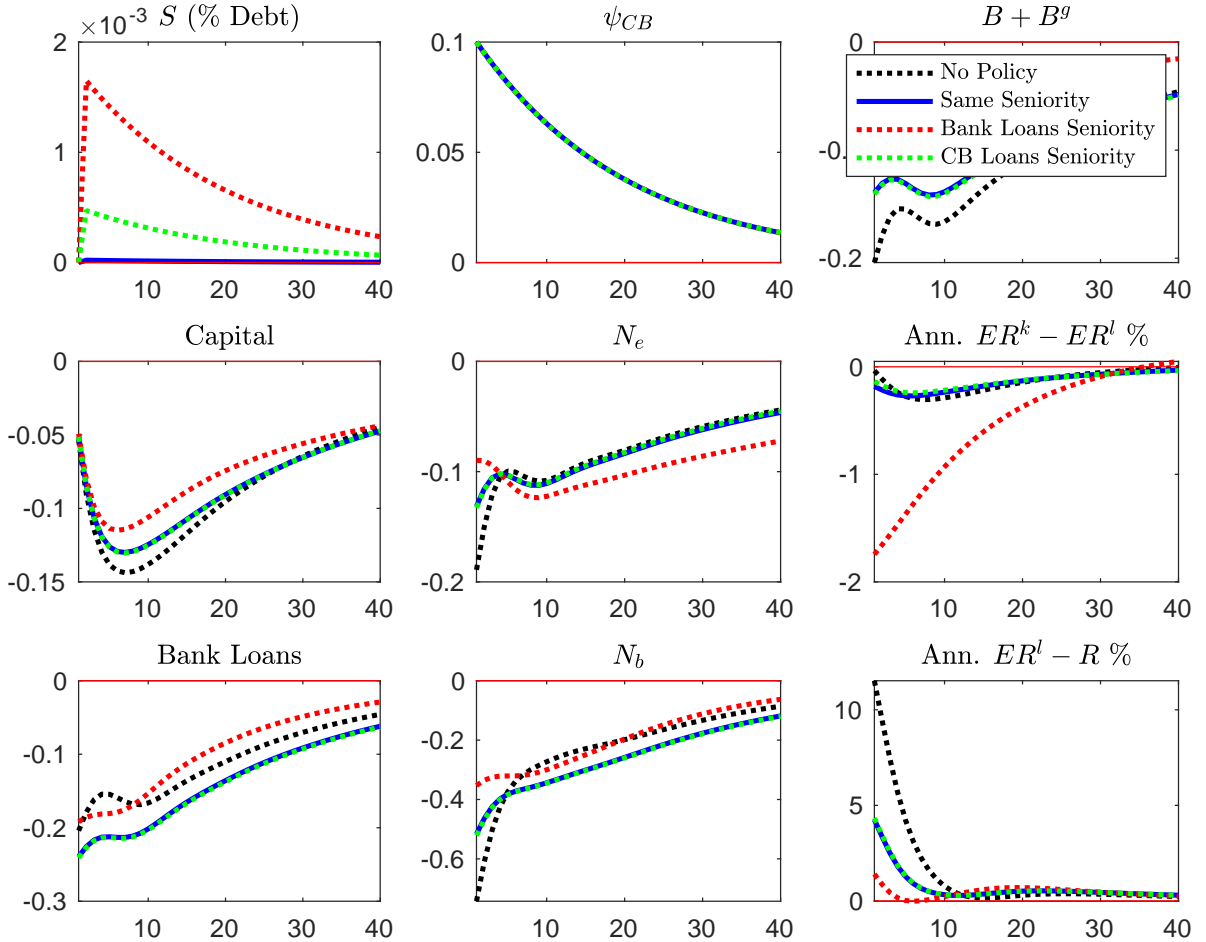 ×10⁻³ S (% Debt)
2
1
0
10 20 30 40
ψ_CB
0.1
0.05
0
10 20 30 40
B + B^g
No Policy
Same Seniority
Bank Loans Seniority
CB Loans Seniority
-0.2
10 20 30 40
Capital
0
-0.05
-0.1
-0.15
10 20 30 40
N_e
0
-0.1
-0.2
10 20 30 40
Ann. ER^k − ER^l %
0
-1
-2
10 20 30 40
Bank Loans
0
-0.1
-0.2
-0.3
10 20 30 40
N_b
0
-0.2
-0.4
-0.6
10 20 30 40
Ann. ER^l − R %
10
5
0
10 20 30 40